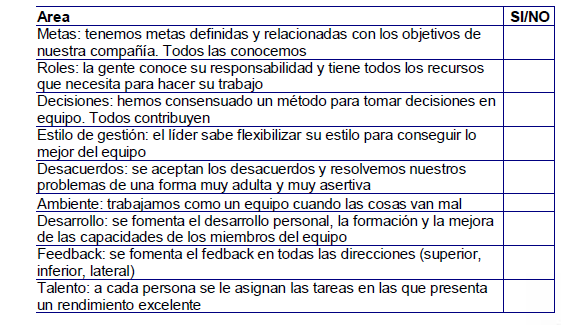 Area SI/NO
Metas: tenemos metas definidas y relacionadas con los objetivos de
nuestra compañía. Todos las conocemos
Roles: la gente conoce su responsabilidad y tiene todos los recursos
que necesita para hacer su trabajo
Decisiones: hemos consensuado un método para tomar decisiones en
equipo. Todos contribuyen
Estilo de gestión: el líder sabe flexibilizar su estilo para conseguir lo
mejor del equipo
Desacuerdos: se aceptan los desacuerdos y resolvemos nuestros
problemas de una forma muy adulta y muy asertiva
Ambiente: trabajamos como un equipo cuando las cosas van mal
Desarrollo: se fomenta el desarrollo personal, la formación y la mejora
de las capacidades de los miembros del equipo
Feedback: se fomenta el fedback en todas las direcciones (superior,
inferior, lateral)
Talento: a cada persona se le asignan las tareas en las que presenta
un rendimiento excelente